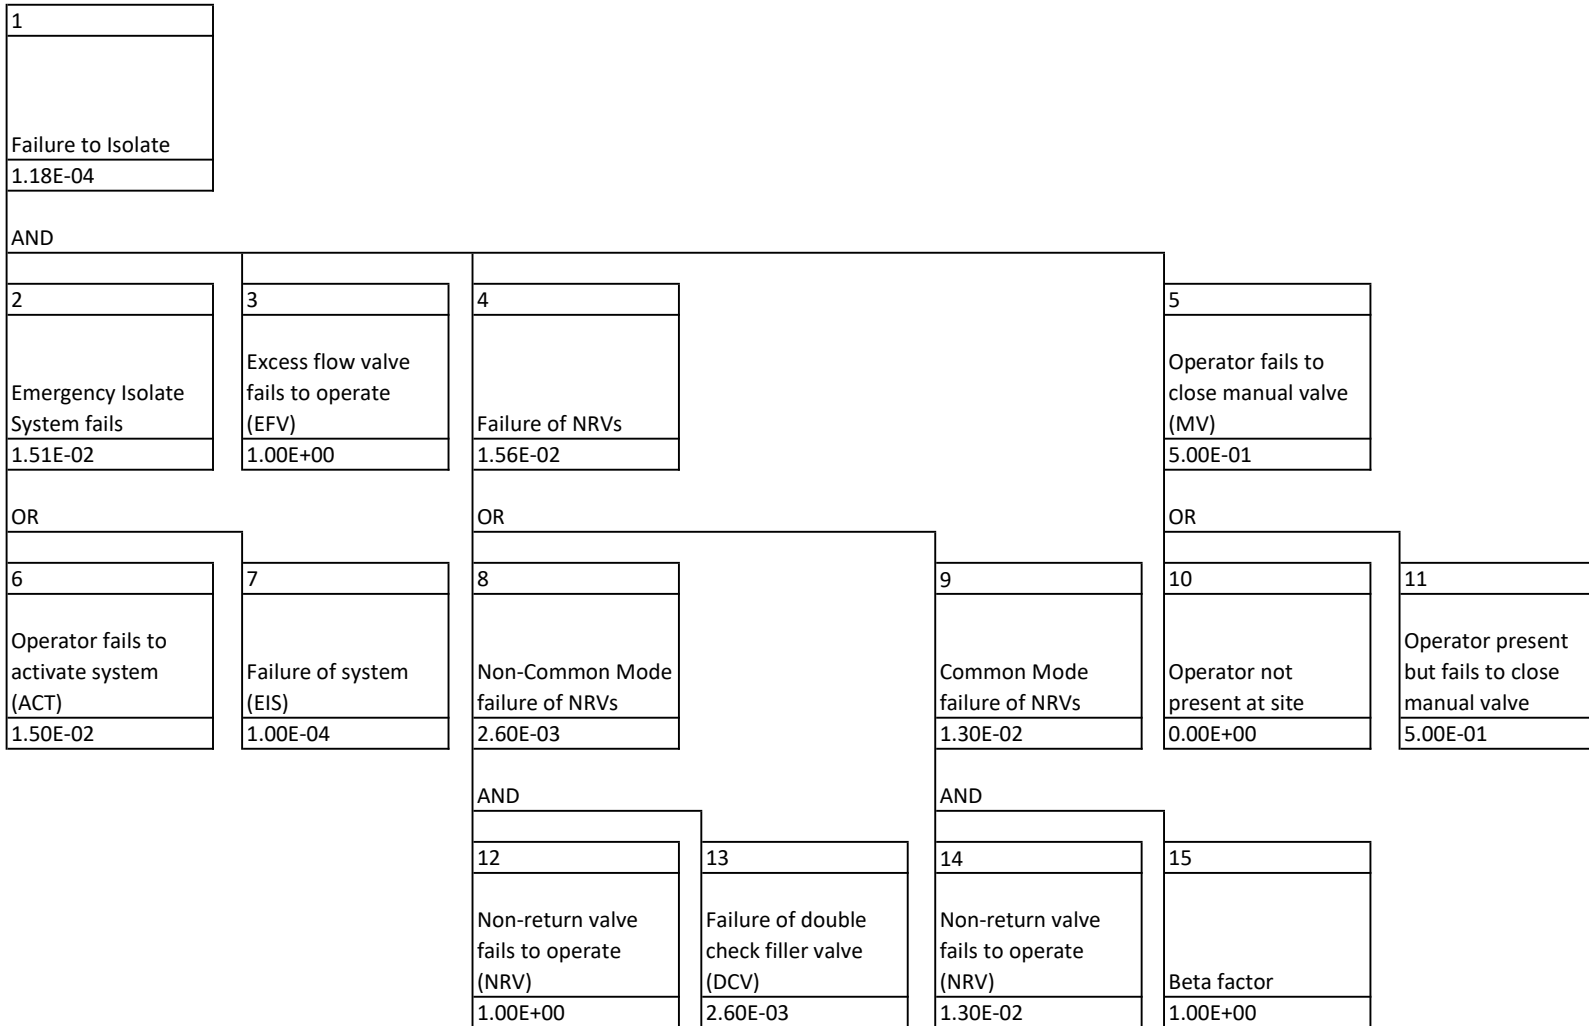 1
Failure to Isolate
1.18E-04
AND
2
Emergency Isolate
System fails
1.51E-02
3
Excess flow valve
fails to operate
(EFV)
1.00E+00
4
Failure of NRVs
1.56E-02
5
Operator fails to
close manual valve
(MV)
5.00E-01
OR
OR
OR
6
Operator fails to
activate system
(ACT)
1.50E-02
7
Failure of system
(EIS)
1.00E-04
8
Non-Common Mode
failure of NRVs
2.60E-03
9
Common Mode
failure of NRVs
1.30E-02
10
Operator not
present at site
0.00E+00
11
Operator present
but fails to close
manual valve
5.00E-01
AND
AND
12
Non-return valve
fails to operate
(NRV)
1.00E+00
13
Failure of double
check filler valve
(DCV)
2.60E-03
14
Non-return valve
fails to operate
(NRV)
1.30E-02
15
Beta factor
1.00E+00